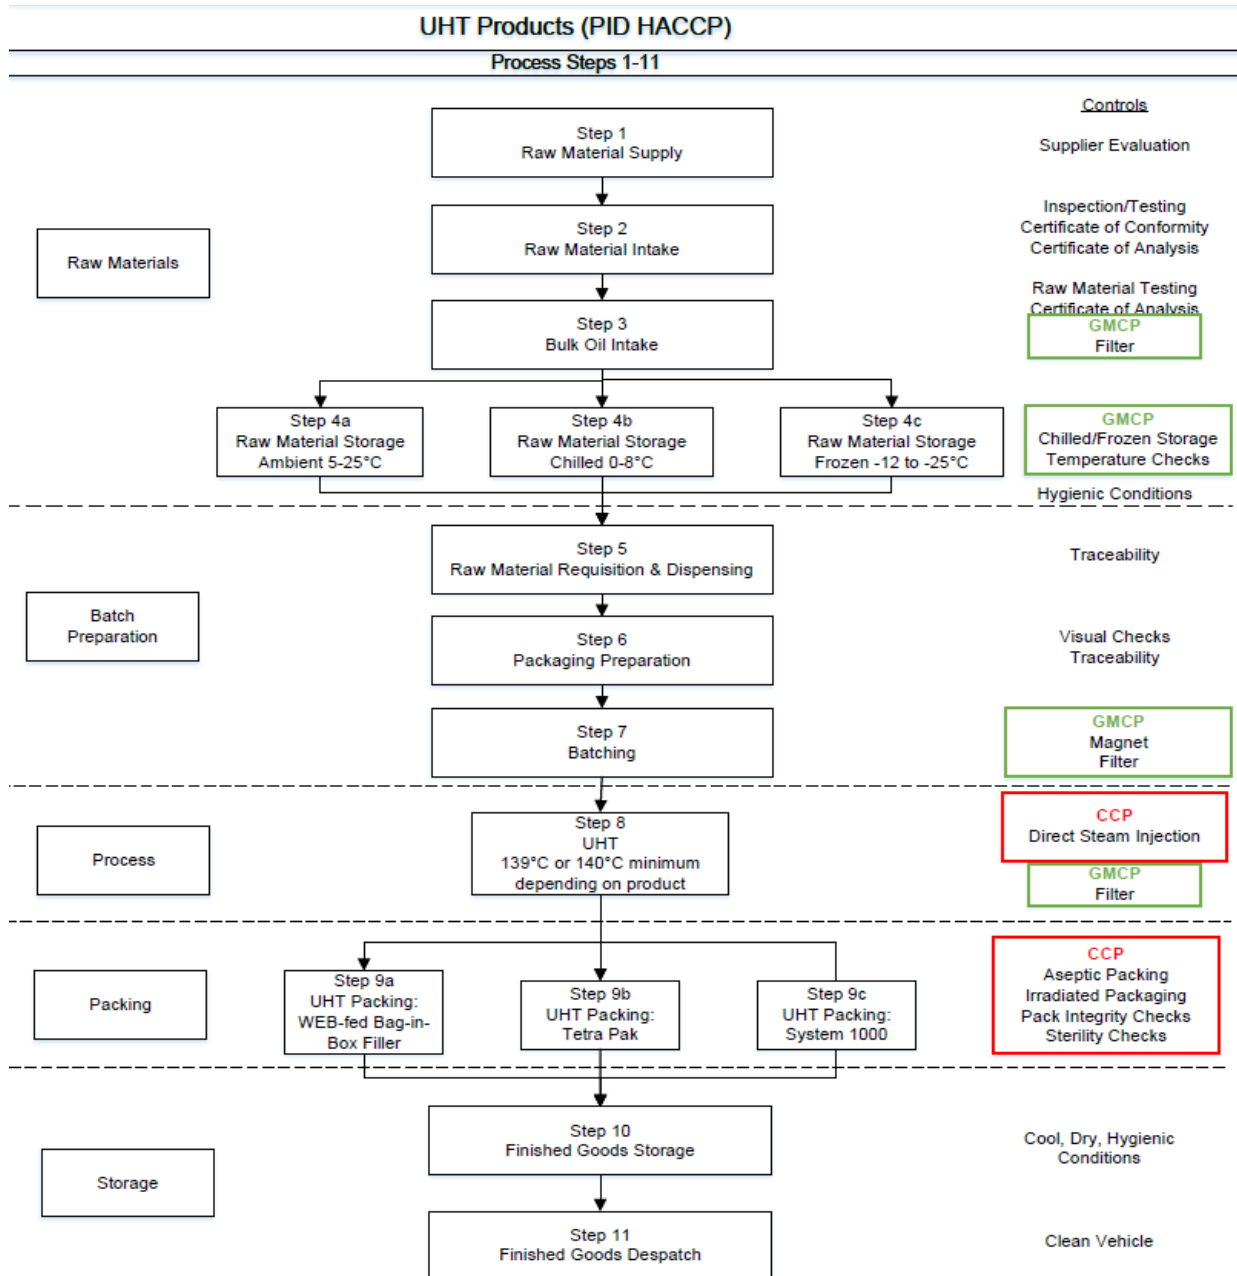 UHT Products (PID HACCP)
Process Steps 1-11
Controls
Step 1
Raw Material Supply
Supplier Evaluation
Raw Materials
Step 2
Raw Material Intake
Inspection/Testing
Certificate of Conformity
Certificate of Analysis
Step 3
Bulk Oil Intake
Raw Material Testing
Certificate of Analysis
GMCP
Filter
Step 4a
Raw Material Storage
Ambient 5-25°C
Step 4b
Raw Material Storage
Chilled 0-8°C
Step 4c
Raw Material Storage
Frozen -12 to -25°C
GMCP
Chilled/Frozen Storage
Temperature Checks
Hygienic Conditions
Batch
Preparation
Step 5
Raw Material Requisition & Dispensing
Traceability
Step 6
Packaging Preparation
Visual Checks
Traceability
Step 7
Batching
GMCP
Magnet
Filter
Process
Step 8
UHT
139°C or 140°C minimum
depending on product
CCP
Direct Steam Injection
GMCP
Filter
Packing
Step 9a
UHT Packing:
WEB-fed Bag-in-
Box Filler
Step 9b
UHT Packing:
Tetra Pak
Step 9c
UHT Packing:
System 1000
CCP
Aseptic Packing
Irradiated Packaging
Pack Integrity Checks
Sterility Checks
Storage
Step 10
Finished Goods Storage
Cool, Dry, Hygienic
Conditions
Step 11
Finished Goods Despatch
Clean Vehicle